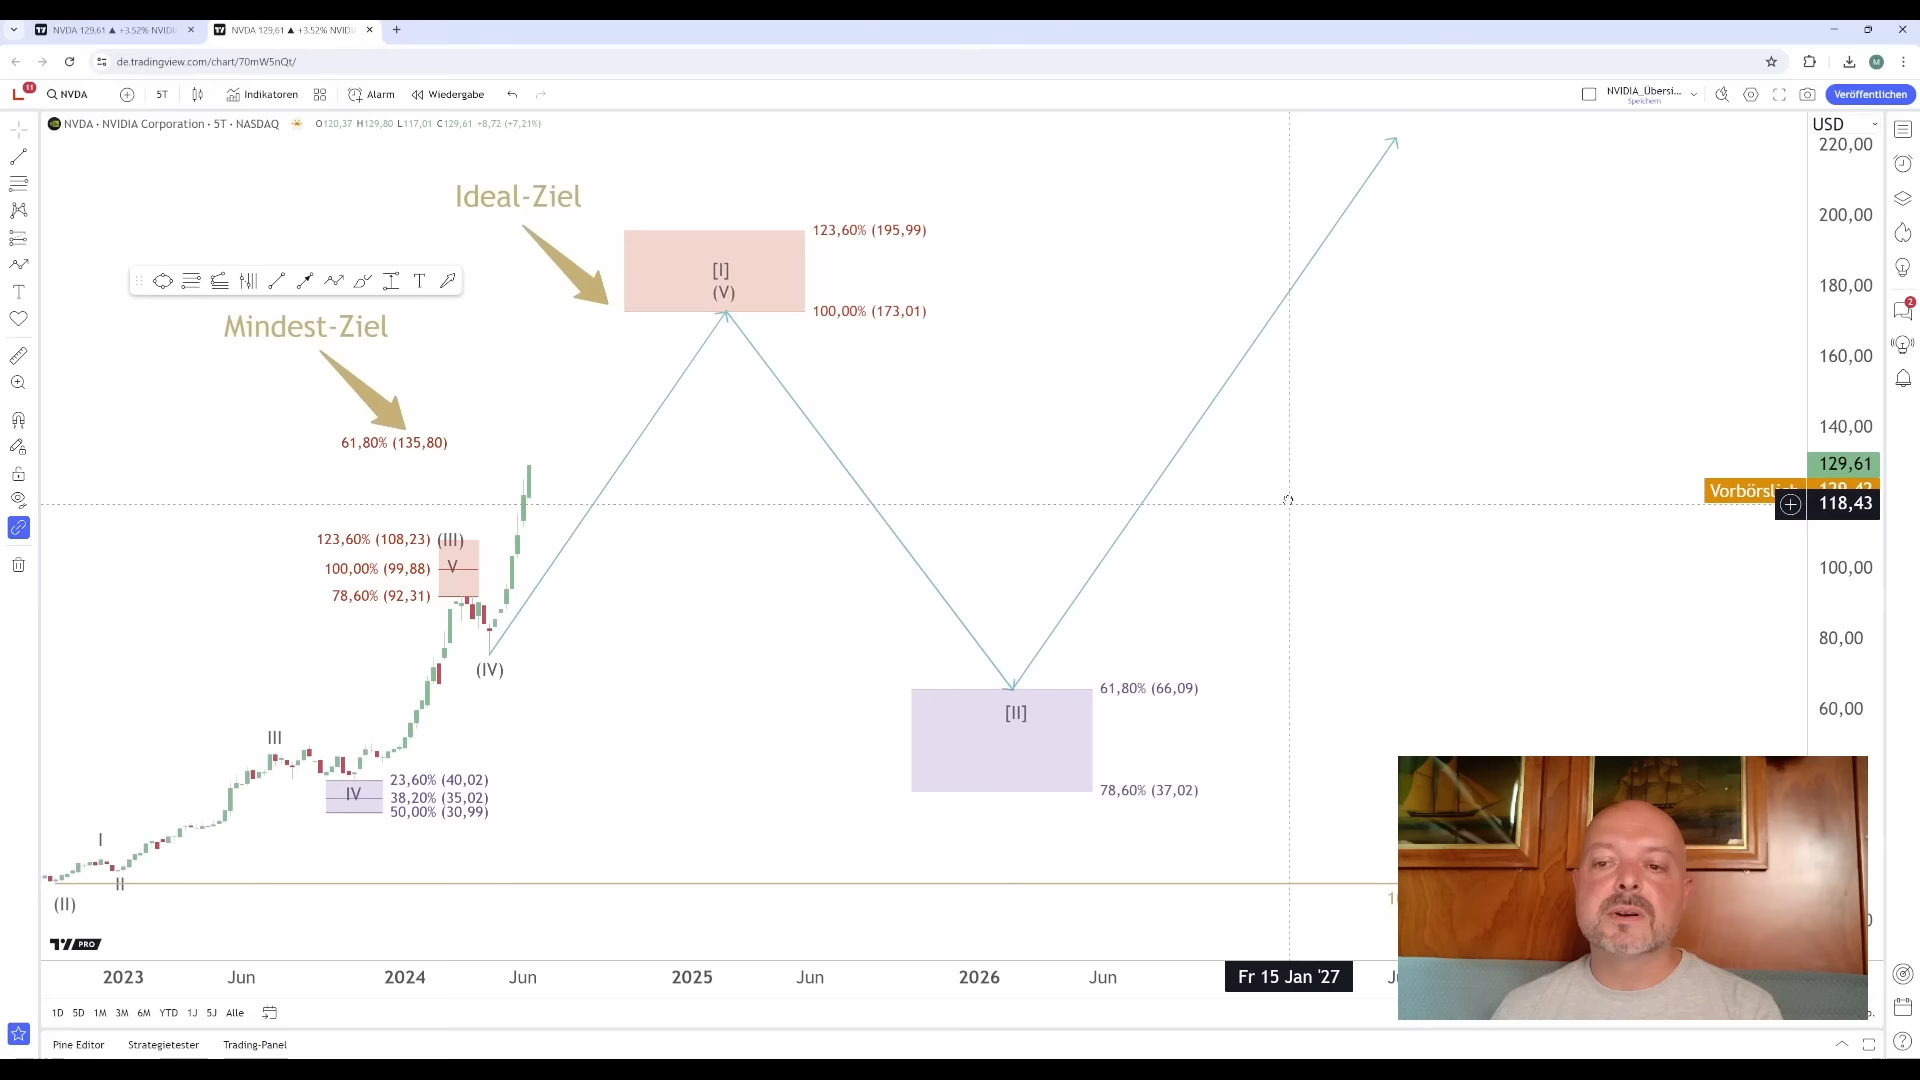 NVDA 129,61 ▲ +3.52% NVIDI
NVDA 129,61 ▲ +3.52% NVIDI
de.tradingview.com/chart/70mW5nQt/
M
11
NVDA
5T
Indikatoren
Alarm
Wiedergabe
NVIDIA_Übersi...
Speichern
Veröffentlichen
NVDA · NVIDIA Corporation · 5T · NASDAQ
O120,37 H129,80 L117,01 C129,61 +8,72 (+7,21%)
USD
220,00
200,00
180,00
160,00
140,00
129,61
Vorbörslich
118,43
100,00
80,00
60,00
2
Ideal-Ziel
123,60% (195,99)
[I]
(V)
100,00% (173,01)
Mindest-Ziel
61,80% (135,80)
123,60% (108,23)
(III)
100,00% (99,88)
V
78,60% (92,31)
(IV)
61,80% (66,09)
[II]
78,60% (37,02)
III
23,60% (40,02)
IV
38,20% (35,02)
50,00% (30,99)
I
II
(II)
PRO
2023
Jun
2024
Jun
2025
Jun
2026
Jun
Fr 15 Jan '27
1D 5D 1M 3M 6M YTD 1J 5J Alle
Pine Editor
Strategietester
Trading-Panel